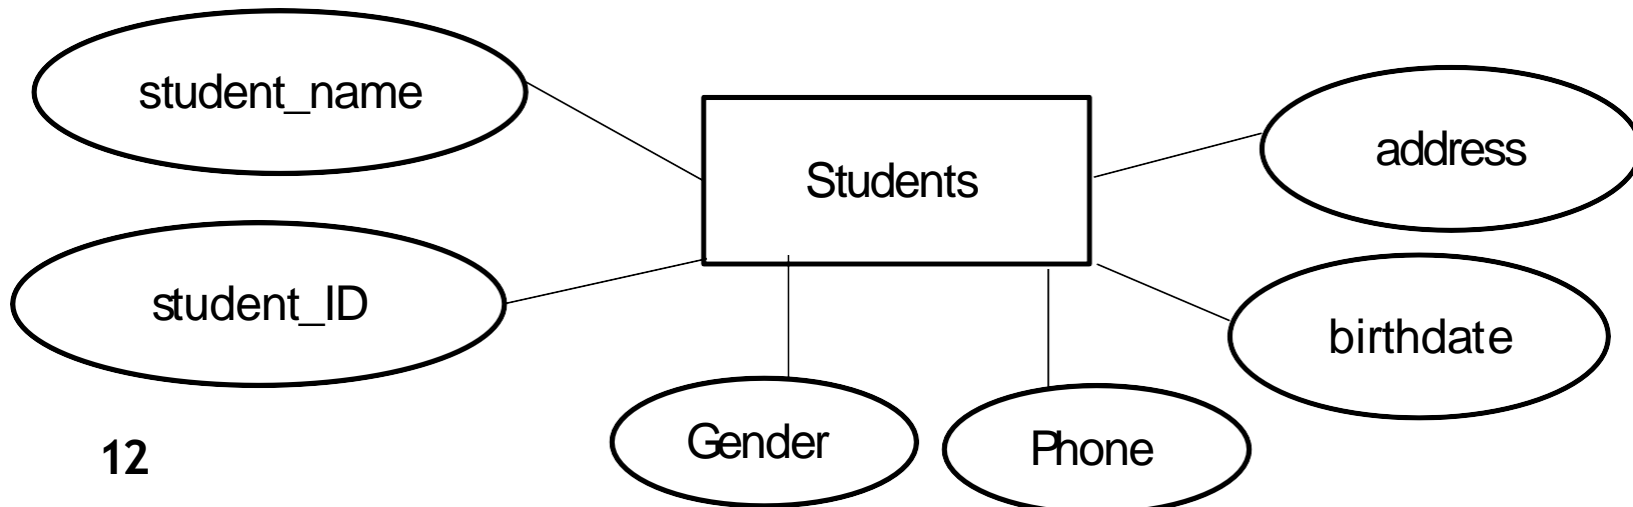 student_name
Students
address
student_ID
birthdate
Gender
Phone
12